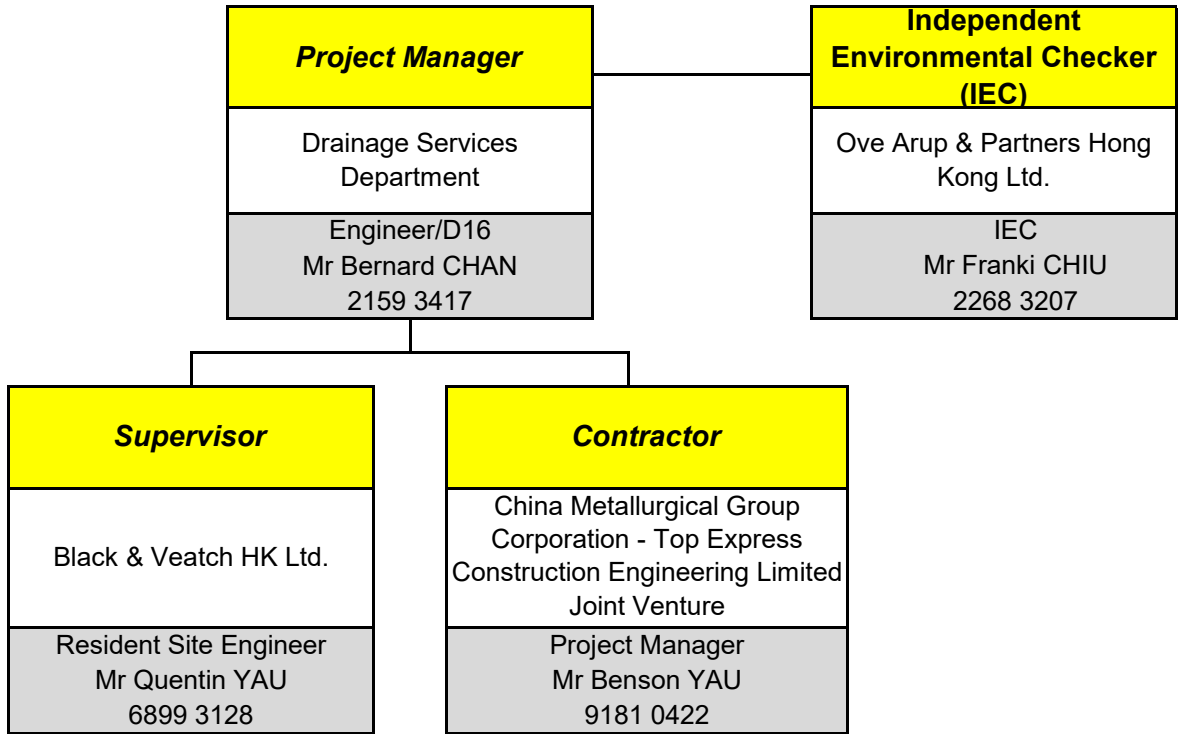 Project Manager
Drainage Services
Department
Engineer/D16
Mr Bernard CHAN
2159 3417
Independent
Environmental Checker
(IEC)
Ove Arup & Partners Hong
Kong Ltd.
IEC
Mr Franki CHIU
2268 3207
Supervisor
Black & Veatch HK Ltd.
Resident Site Engineer
Mr Quentin YAU
6899 3128
Contractor
China Metallurgical Group
Corporation - Top Express
Construction Engineering Limited
Joint Venture
Project Manager
Mr Benson YAU
9181 0422